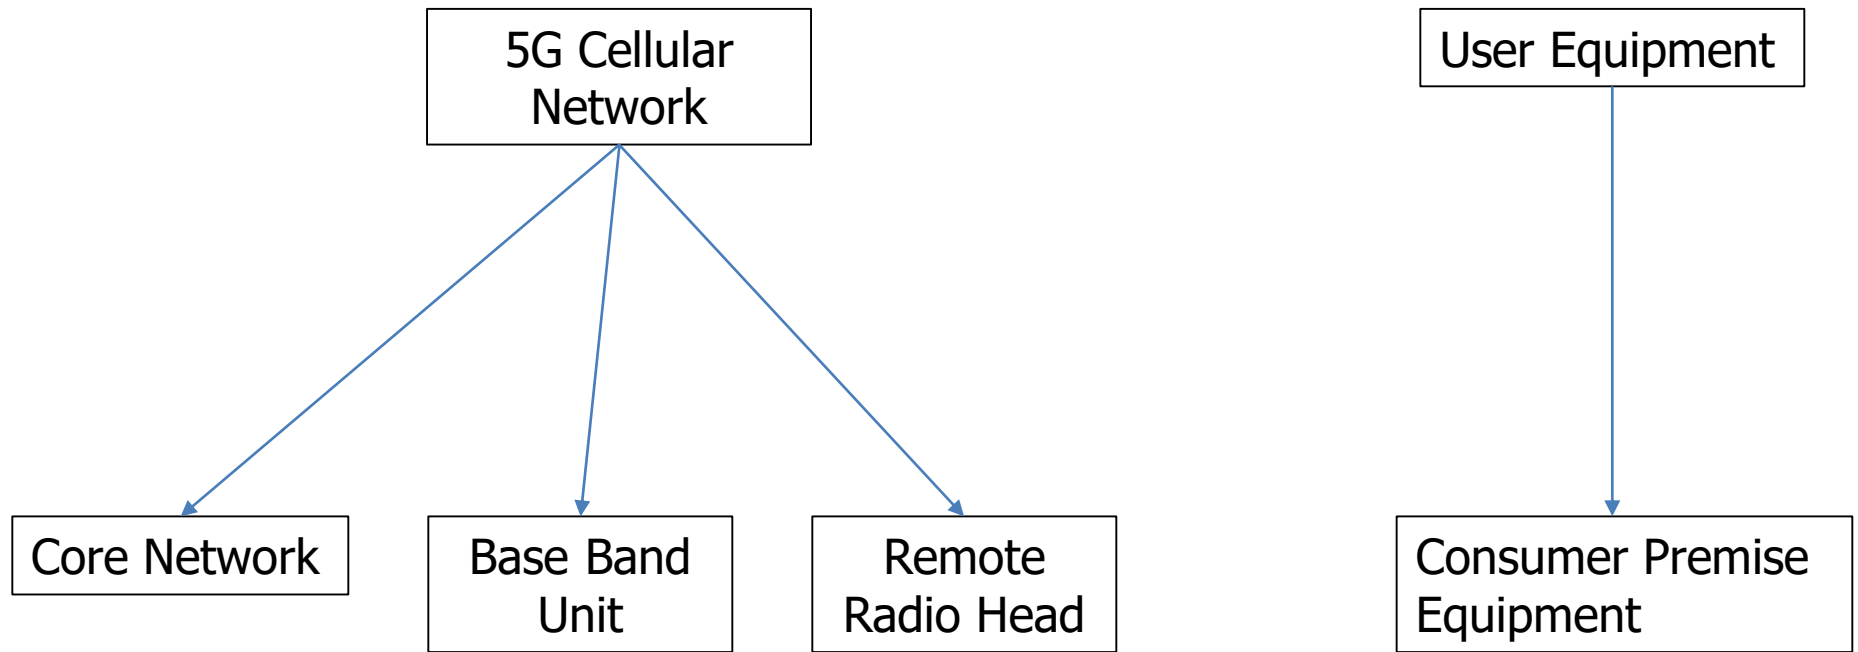 5G Cellular
Network
User Equipment
Core Network
Base Band
Unit
Remote
Radio Head
Consumer Premise
Equipment